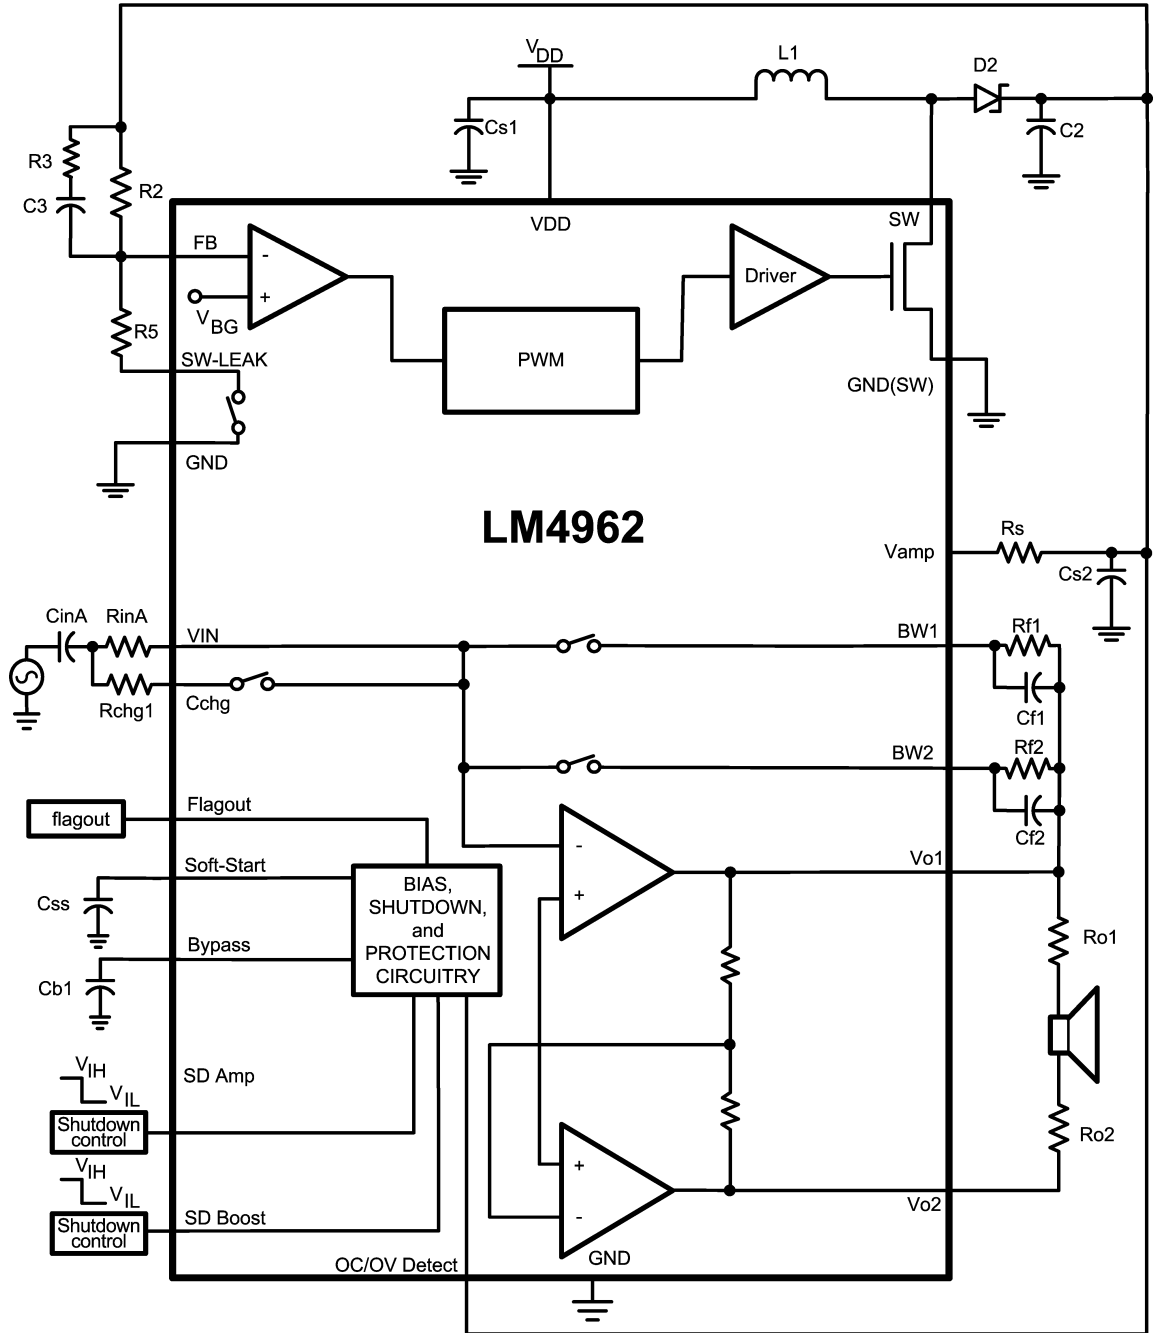 VDD
L1
D2
Cs1
C2
R3
R2
C3
VDD
SW
FB
-
+
VBG
Driver
R5
SW-LEAK
PWM
GND(SW)
GND
LM4962
Vamp
Rs
Cs2
CinA
RinA
VIN
BW1
Rf1
Rchg1
Cchg
Cf1
BW2
Rf2
Flagout
flagout
Cf2
-
Soft-Start
Vo1
BIAS,
SHUTDOWN,
and
PROTECTION
CIRCUITRY
+
Css
Bypass
Ro1
Cb1
VIH
SD Amp
VIL
Shutdown
control
Ro2
VIH
+
VIL
Vo2
Shutdown
control
SD Boost
-
OC/OV Detect
GND